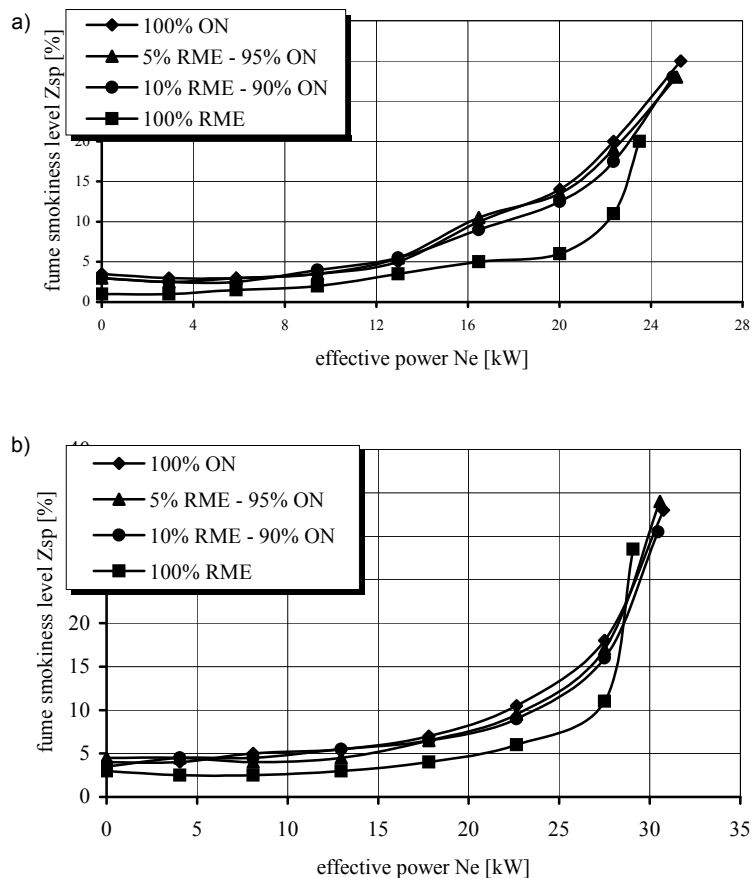 a)
100% ON
5% RME - 95% ON
10% RME - 90% ON
100% RME
fume smokiness level Zsp [%]
20
15
10
5
0
0 4 8 12 16 20 24 28
effective power Ne [kW]
b)
100% ON
5% RME - 95% ON
10% RME - 90% ON
100% RME
fume smokiness level Zsp [%]
20
15
10
5
0
0 5 10 15 20 25 30 35
effective power Ne [kW]